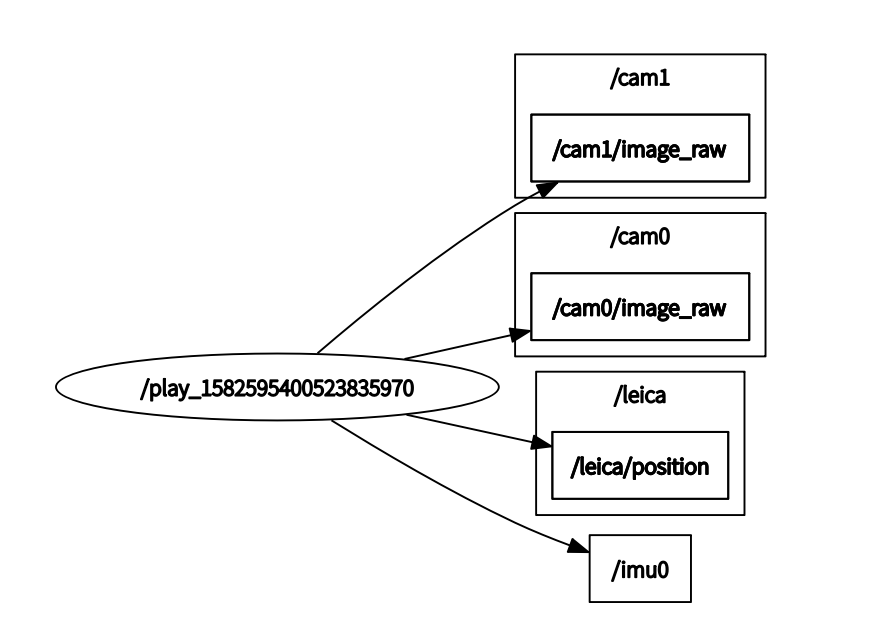 /cam1
/cam1/image_raw
/cam0
/cam0/image_raw
/play_1582595400523835970
/leica
/leica/position
/imu0